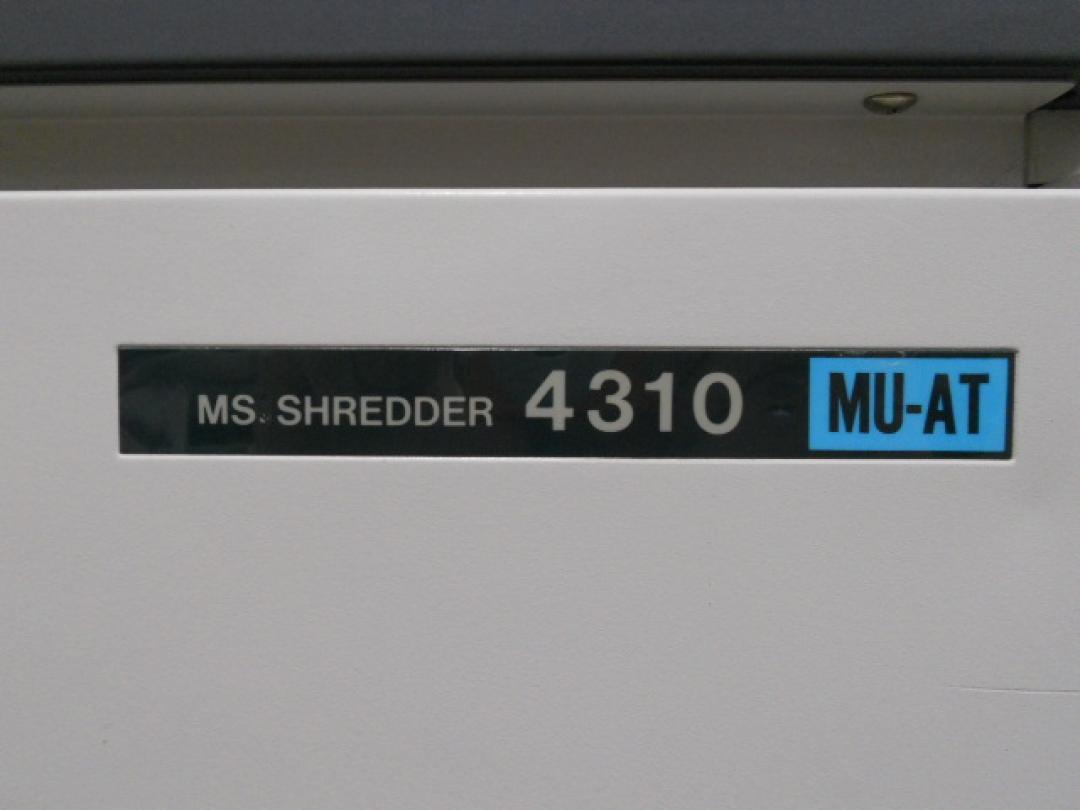 MS. SHREDDER 4310 MU-AT